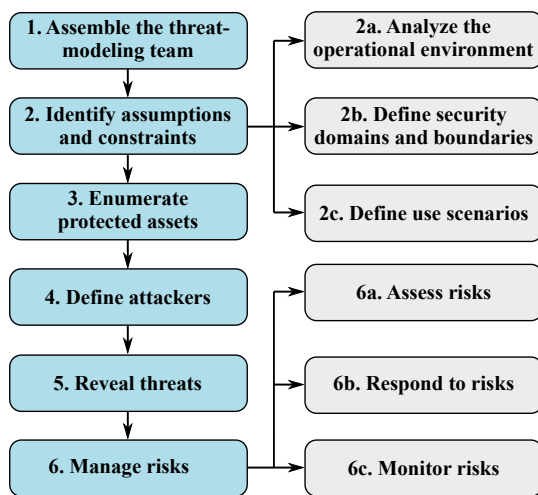 1. Assemble the threat-
modeling team
2. Identify assumptions
and constraints
3. Enumerate
protected assets
4. Define attackers
5. Reveal threats
6. Manage risks
2a. Analyze the
operational environment
2b. Define security
domains and boundaries
2c. Define use scenarios
6a. Assess risks
6b. Respond to risks
6c. Monitor risks